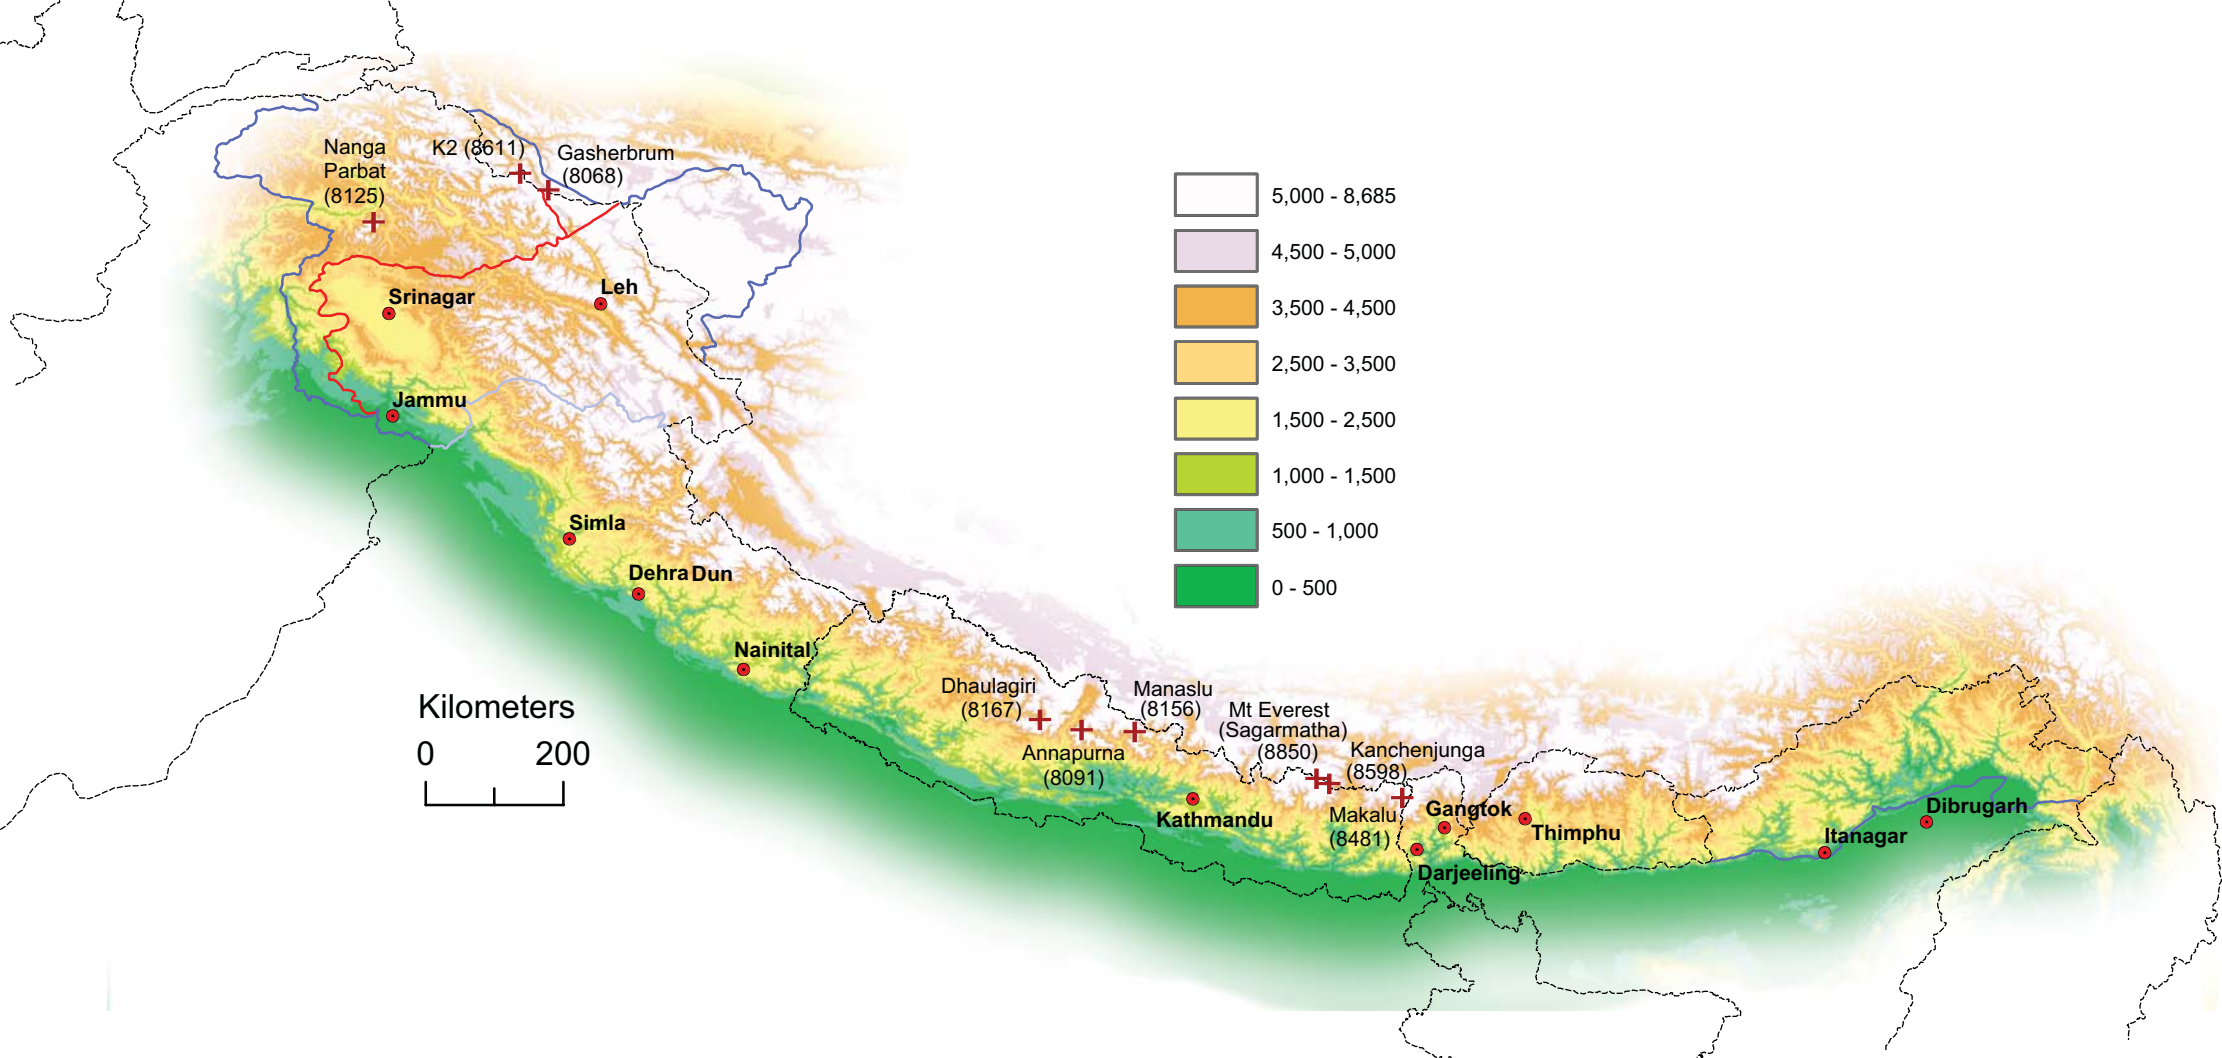 Nanga
Parbat
(8125)
K2 (8611)
Gasherbrum
(8068)
5,000 - 8,685
4,500 - 5,000
3,500 - 4,500
2,500 - 3,500
1,500 - 2,500
1,000 - 1,500
500 - 1,000
0 - 500
Srinagar
Leh
Jammu
Simla
Dehra Dun
Nainital
Kilometers
0 200
Dhaulagiri
(8167)
Annapurna
(8091)
Manaslu
(8156)
Mt Everest
(Sagarmatha)
(8850)
Kanchenjunga
(8598)
Makalu
(8481)
Kathmandu
Gangtok
Thimphu
Darjeeling
Itanagar
Dibrugarh